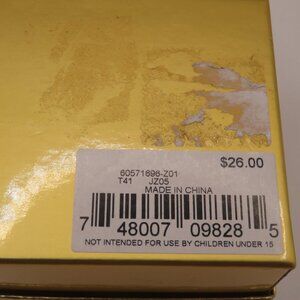 $26.00
60571696-Z01
T41 JZ05
MADE IN CHINA
7 48007 09828 5
NOT INTENDED FOR USE BY CHILDREN UNDER 15